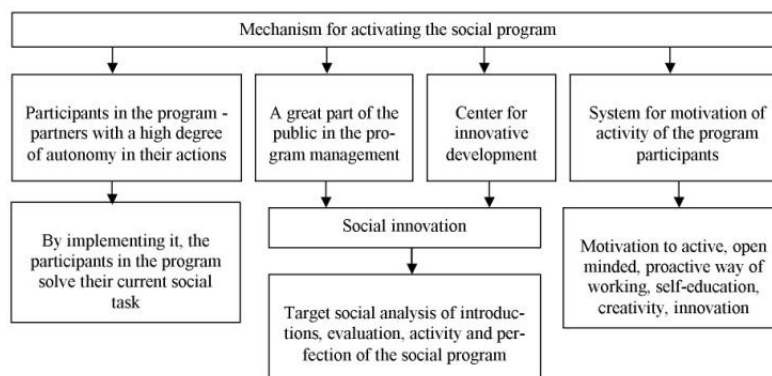 Mechanism for activating the social program
Participants in the program -
partners with a high degree
of autonomy in their actions
A great part of the
public in the pro-
gram management
Center for
innovative
development
System for motivation of
activity of the program
participants
By implementing it, the
participants in the program
solve their current social
task
Social innovation
Motivation to active, open
minded, proactive way of
working, self-education,
creativity, innovation
Target social analysis of introduc-
tions, evaluation, activity and per-
fection of the social program